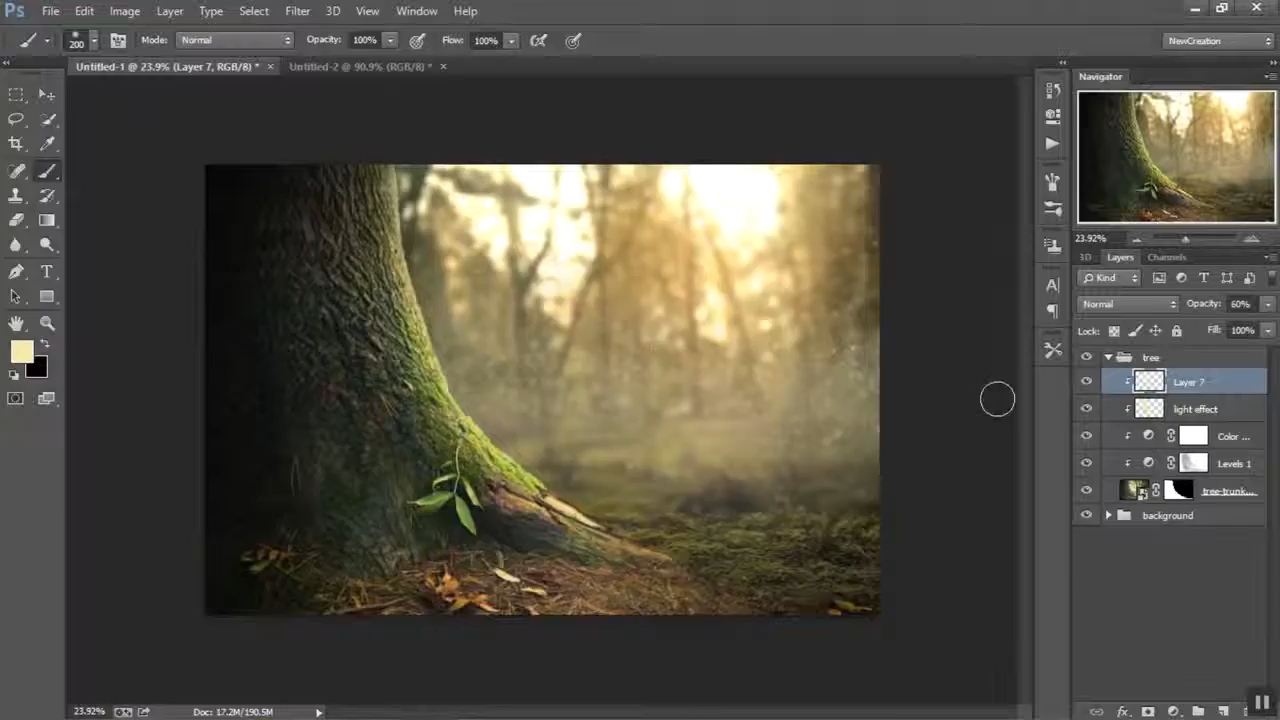 Ps File Edit Image Layer Type Select Filter 3D View Window Help
200 Mode: Normal Opacity: 100% Flow: 100% NewCreation
Untitled-1 @ 23.9% (Layer 7, RGB/8) * × Untitled-2 @ 90.9% (RGB/8) * ×
Navigator
23.92%
3D Layers Channels
Kind
Normal Opacity: 60%
Lock: Fill: 100%
tree
Layer 7
light effect
Color ...
Levels 1
tree-trunk...
background
23.92% Doc: 17.2M/190.5M
fx